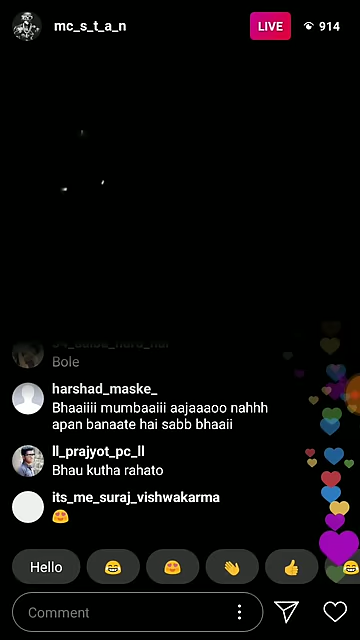 mc_s_t_a_n
LIVE
914
Bole
harshad_maske_
Bhaaiiii mumbaaiii aajaaaoo nahhh
apan banaate hai sabb bhaaii
ll_prajyot_pc_ll
Bhau kutha rahato
its_me_suraj_vishwakarma
😍
Hello 😂 😍 👏 👍 😂
Comment